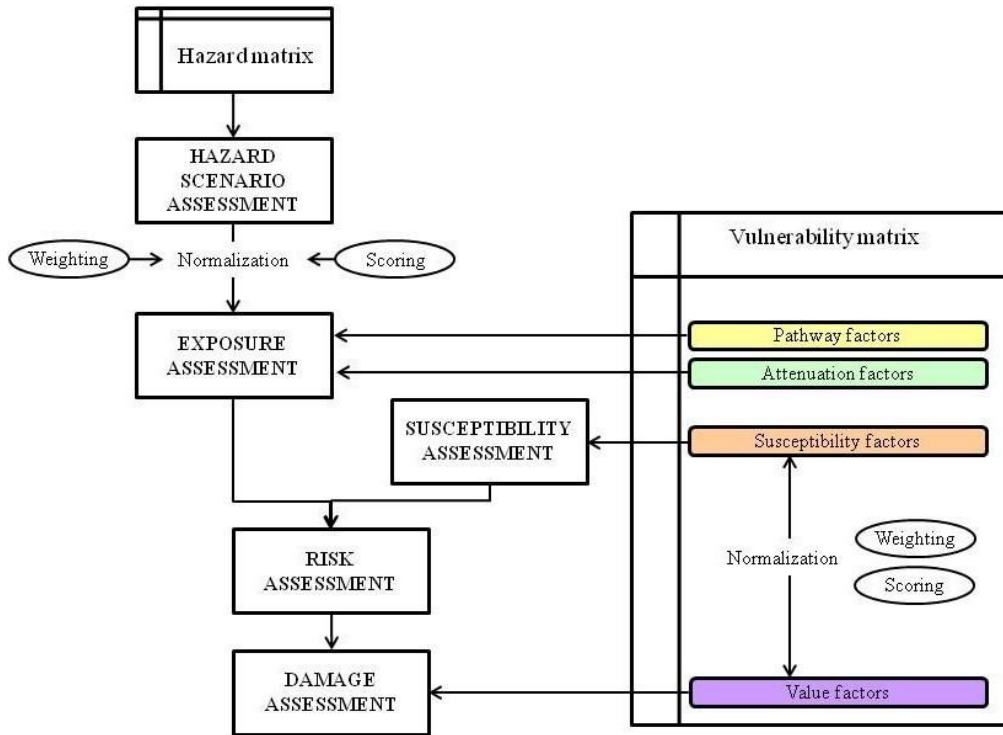 Hazard matrix
HAZARD
SCENARIO
ASSESSMENT
Weighting
Normalization
Scoring
EXPOSURE
ASSESSMENT
SUSCEPTIBILITY
ASSESSMENT
RISK
ASSESSMENT
DAMAGE
ASSESSMENT
Vulnerability matrix
Pathway factors
Attenuation factors
Susceptibility factors
Normalization
Weighting
Scoring
Value factors